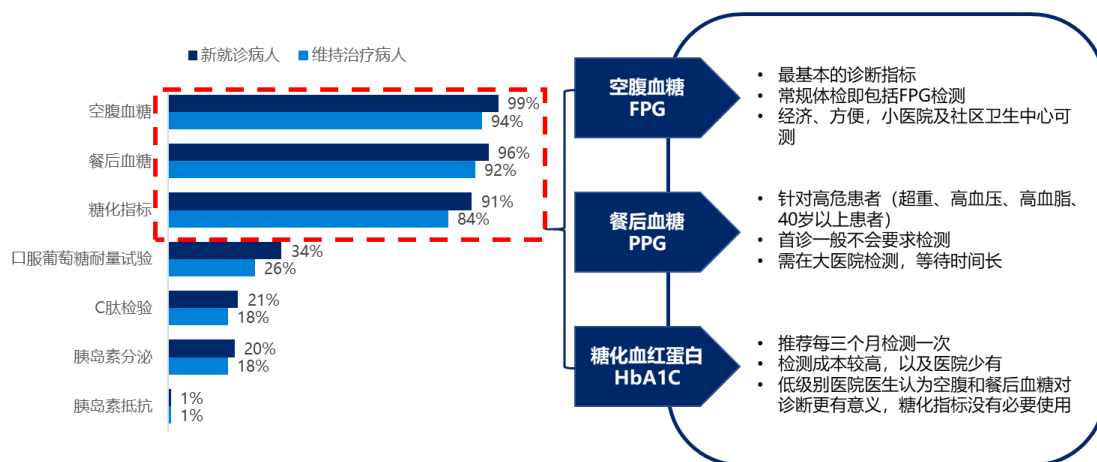 新就诊病人 维持治疗病人
空腹血糖
99%
94%
餐后血糖
96%
92%
糖化指标
91%
84%
口服葡萄糖耐量试验
34%
26%
C肽检验
21%
18%
胰岛素分泌
20%
18%
胰岛素抵抗
1%
1%
空腹血糖
FPG
• 最基本的诊断指标
• 常规体检即包括FPG检测
• 经济、方便，小医院及社区卫生中心可
测
餐后血糖
PPG
• 针对高危患者（超重、高血压、高血脂、
40岁以上患者）
• 首诊一般不会要求检测
• 需在大医院检测，等待时间长
糖化血红蛋白
HbA1C
• 推荐每三个月检测一次
• 检测成本较高，以及医院少有
• 低级别医院医生认为空腹和餐后血糖对
诊断更有意义，糖化指标没有必要使用